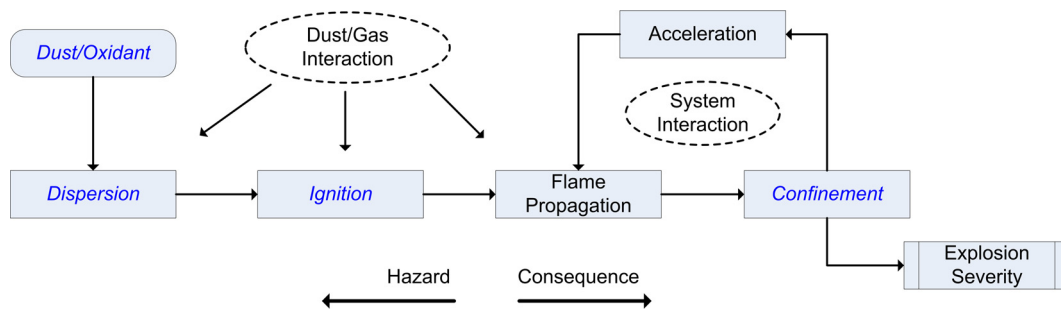 Dust/Oxidant
Dust/Gas
Interaction
Acceleration
System
Interaction
Dispersion
Ignition
Flame
Propagation
Confinement
Explosion
Severity
Hazard
Consequence